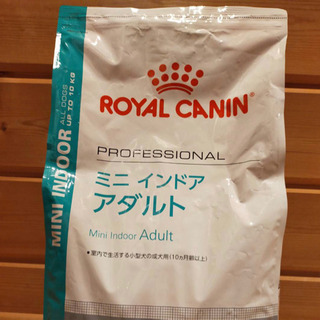 MINI INDOOR
ALL DOGS
UP TO 10 KG
ROYAL CANIN
PROFESSIONAL
ミニ インドア
アダルト
Mini Indoor Adult
●室内で生活する小型犬の成犬用(10ヵ月齢以上)